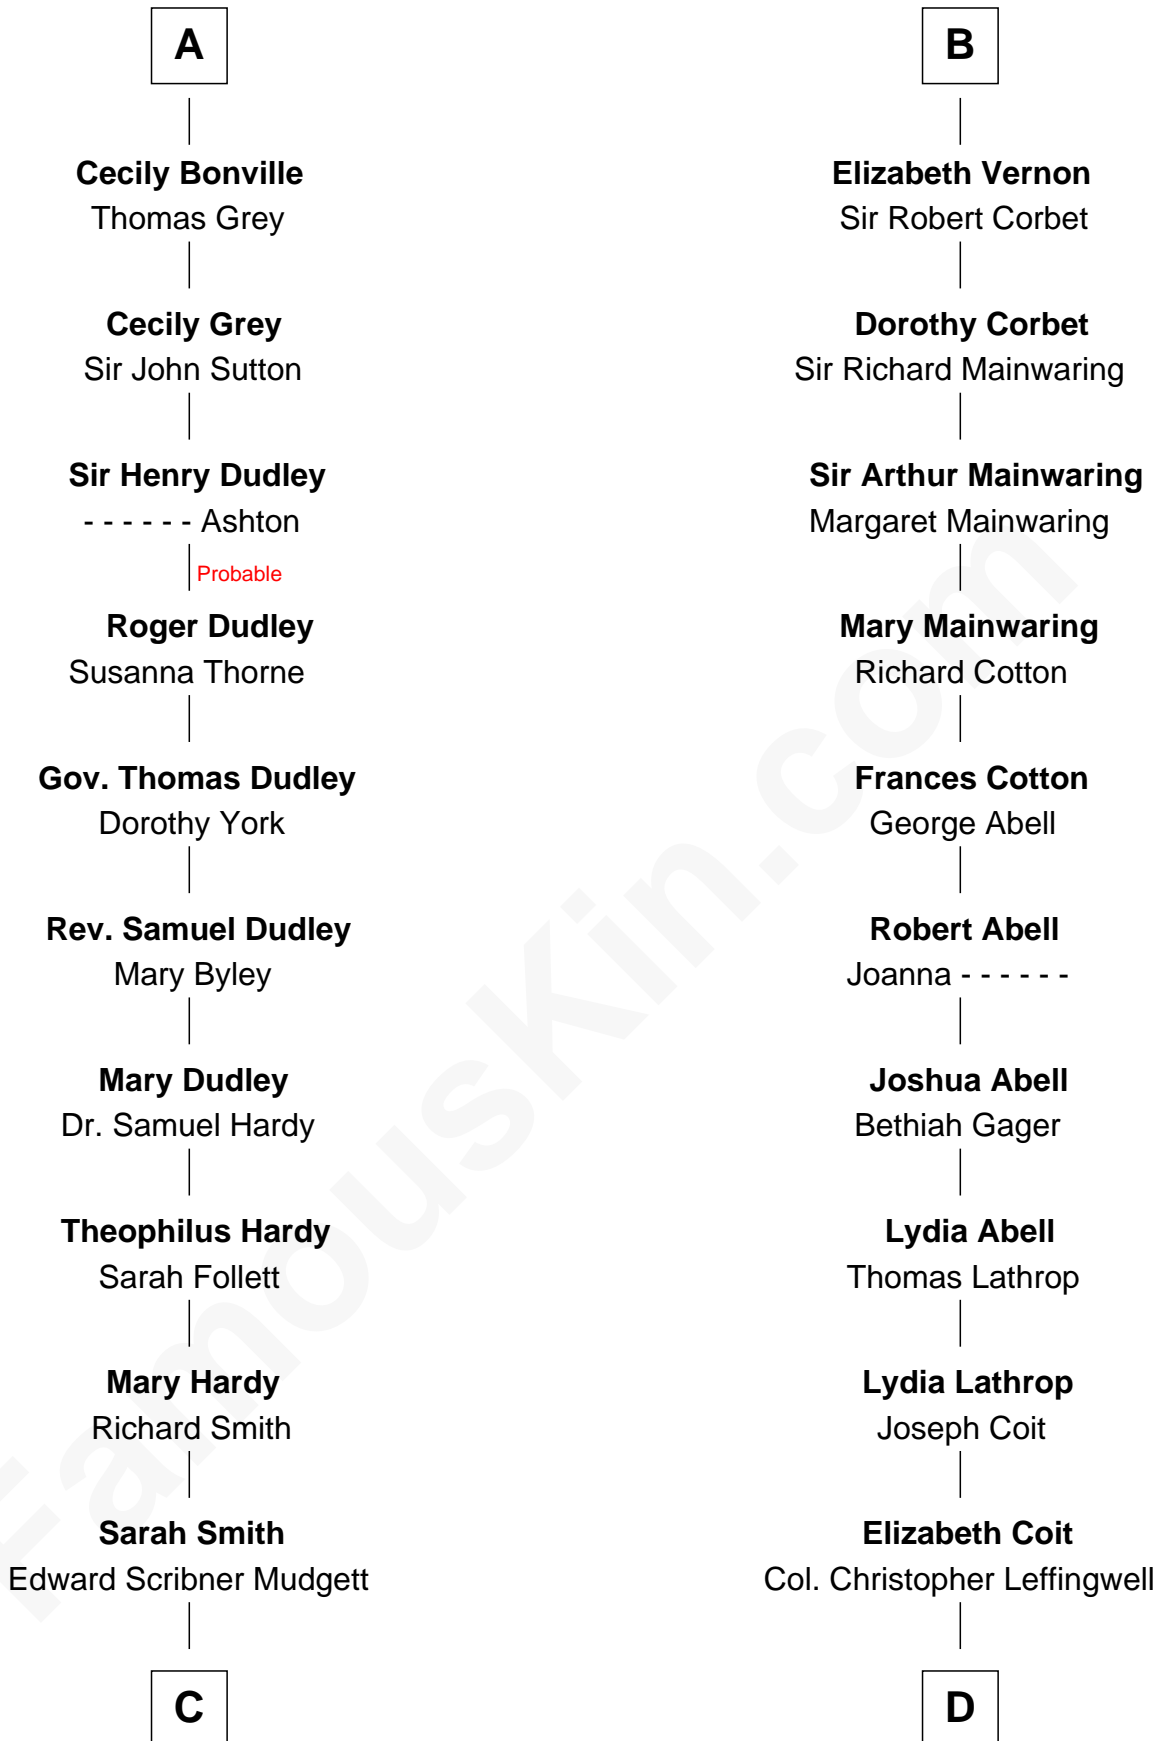 A
Cecily Bonville
Thomas Grey
Cecily Grey
Sir John Sutton
Sir Henry Dudley
- - - - - - Ashton
Probable
Roger Dudley
Susanna Thorne
Gov. Thomas Dudley
Dorothy York
Rev. Samuel Dudley
Mary Byley
Mary Dudley
Dr. Samuel Hardy
Theophilus Hardy
Sarah Follett
Mary Hardy
Richard Smith
Sarah Smith
Edward Scribner Mudgett
C
B
Elizabeth Vernon
Sir Robert Corbet
Dorothy Corbet
Sir Richard Mainwaring
Sir Arthur Mainwaring
Margaret Mainwaring
Mary Mainwaring
Richard Cotton
Frances Cotton
George Abell
Robert Abell
Joanna - - - - - -
Joshua Abell
Bethiah Gager
Lydia Abell
Thomas Lathrop
Lydia Lathrop
Joseph Coit
Elizabeth Coit
Col. Christopher Leffingwell
D
FamousKin.com